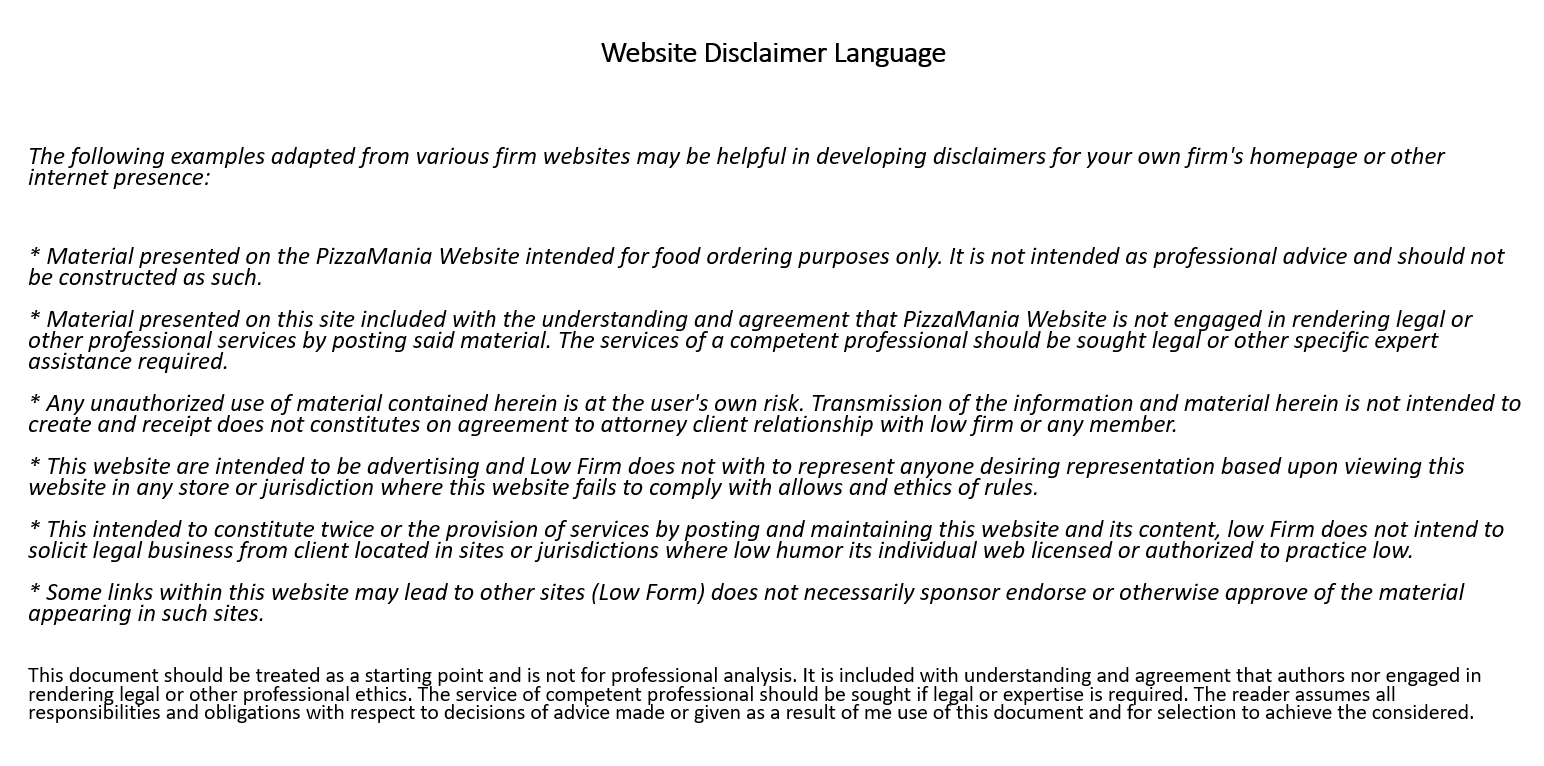 Website Disclaimer Language
The following examples adapted from various firm websites may be helpful in developing disclaimers for your own firm's homepage or other
internet presence:
* Material presented on the PizzaMania Website intended for food ordering purposes only. It is not intended as professional advice and should not
be constructed as such.
* Material presented on this site included with the understanding and agreement that PizzaMania Website is not engaged in rendering legal or
other professional services by posting said material. The services of a competent professional should be sought legal or other specific expert
assistance required.
* Any unauthorized use of material contained herein is at the user's own risk. Transmission of the information and material herein is not intended to
create and receipt does not constitutes on agreement to attorney client relationship with low firm or any member.
* This website are intended to be advertising and Low Firm does not with to represent anyone desiring representation based upon viewing this
website in any store or jurisdiction where this website fails to comply with allows and ethics of rules.
* This intended to constitute twice or the provision of services by posting and maintaining this website and its content, low Firm does not intend to
solicit legal business from client located in sites or jurisdictions where low humor its individual web licensed or authorized to practice low.
* Some links within this website may lead to other sites (Low Form) does not necessarily sponsor endorse or otherwise approve of the material
appearing in such sites.
This document should be treated as a starting point and is not for professional analysis. It is included with understanding and agreement that authors nor engaged in
rendering legal or other professional ethics. The service of competent professional should be sought if legal or expertise is required. The reader assumes all
responsibilities and obligations with respect to decisions of advice made or given as a result of me use of this document and for selection to achieve the considered.